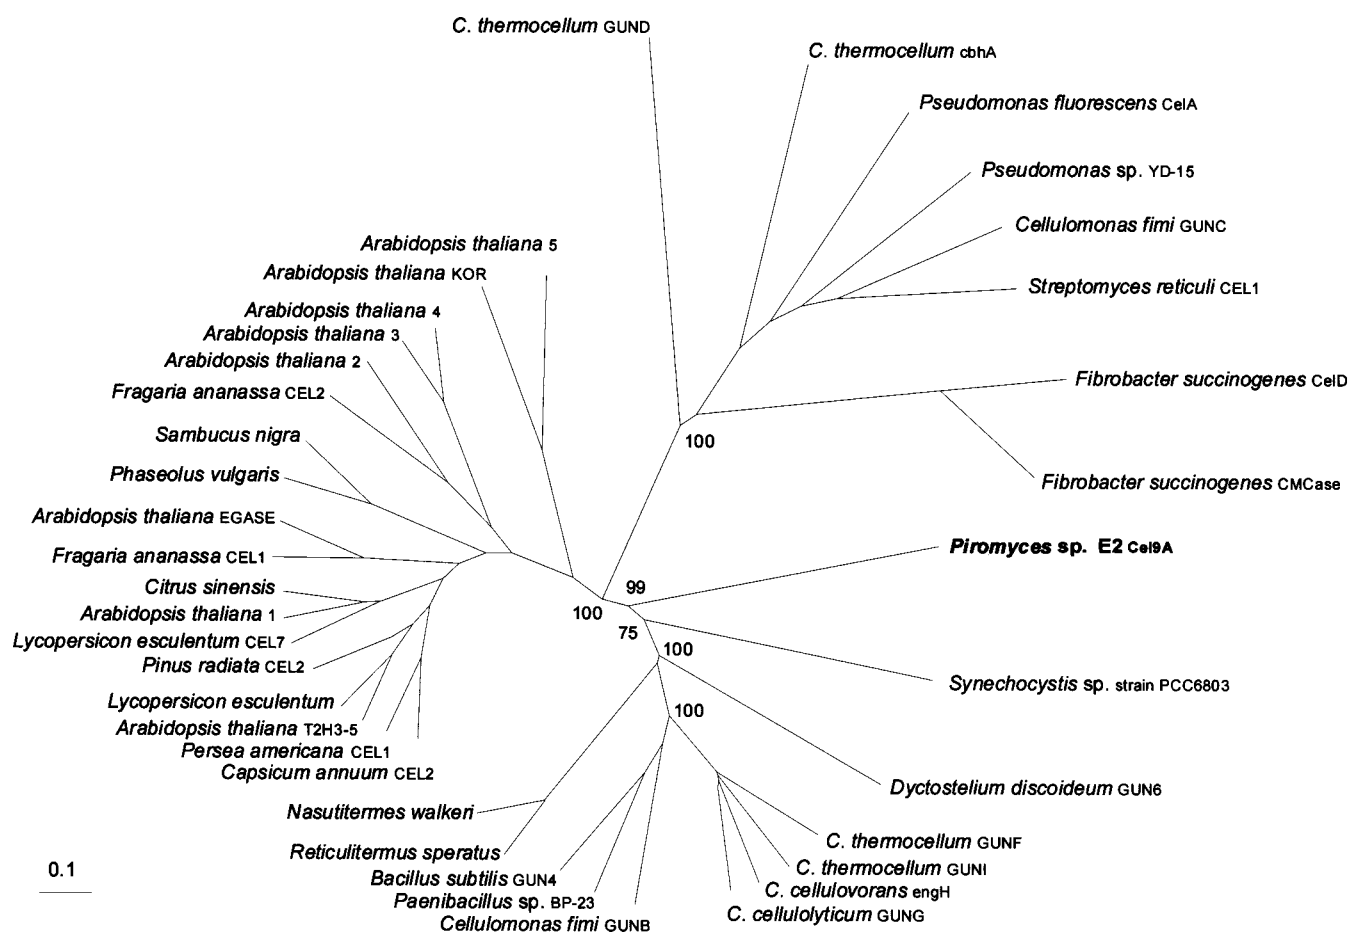 C. thermocellum GUND
C. thermocellum cbhA
Pseudomonas fluorescens CelA
Pseudomonas sp. YD-15
Cellulomonas fimi GUNC
Streptomyces reticuli CEL1
Fibrobacter succinogenes CelD
100
Fibrobacter succinogenes CMCase
Piromyces sp. E2 Cel9A
99
100
75
100
Synechocystis sp. strain PCC6803
100
Dyctostelium discoideum GUN6
C. thermocellum GUNF
C. thermocellum GUNI
C. cellulovorans engH
C. cellulolyticum GUNG
Arabidopsis thaliana 5
Arabidopsis thaliana KOR
Arabidopsis thaliana 4
Arabidopsis thaliana 3
Arabidopsis thaliana 2
Fragaria ananassa CEL2
Sambucus nigra
Phaseolus vulgaris
Arabidopsis thaliana EGASE
Fragaria ananassa CEL1
Citrus sinensis
Arabidopsis thaliana 1
Lycopersicon esculentum CEL7
Pinus radiata CEL2
Lycopersicon esculentum
Arabidopsis thaliana T2H3-5
Persea americana CEL1
Capsicum annuum CEL2
Nasutitermes walkeri
Reticulitermus speratus
Bacillus subtilis GUN4
Paenibacillus sp. BP-23
Cellulomonas fimi GUNB
0.1